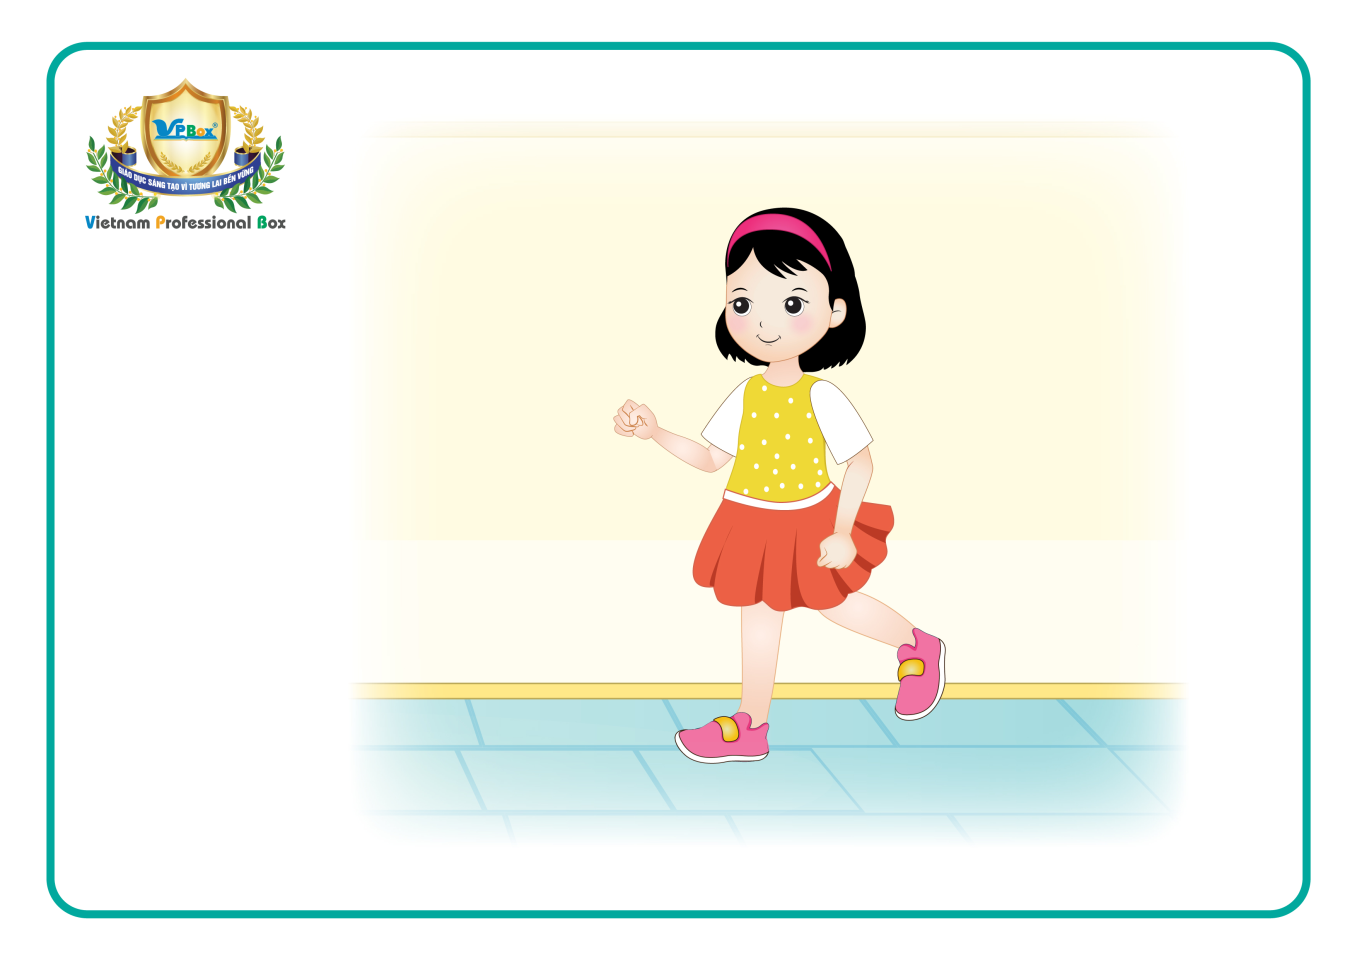 VPBox®
GIÁO DỤC SÁNG TẠO VÌ TƯƠNG LAI BỀN VỮNG
Vietnam Professional Box